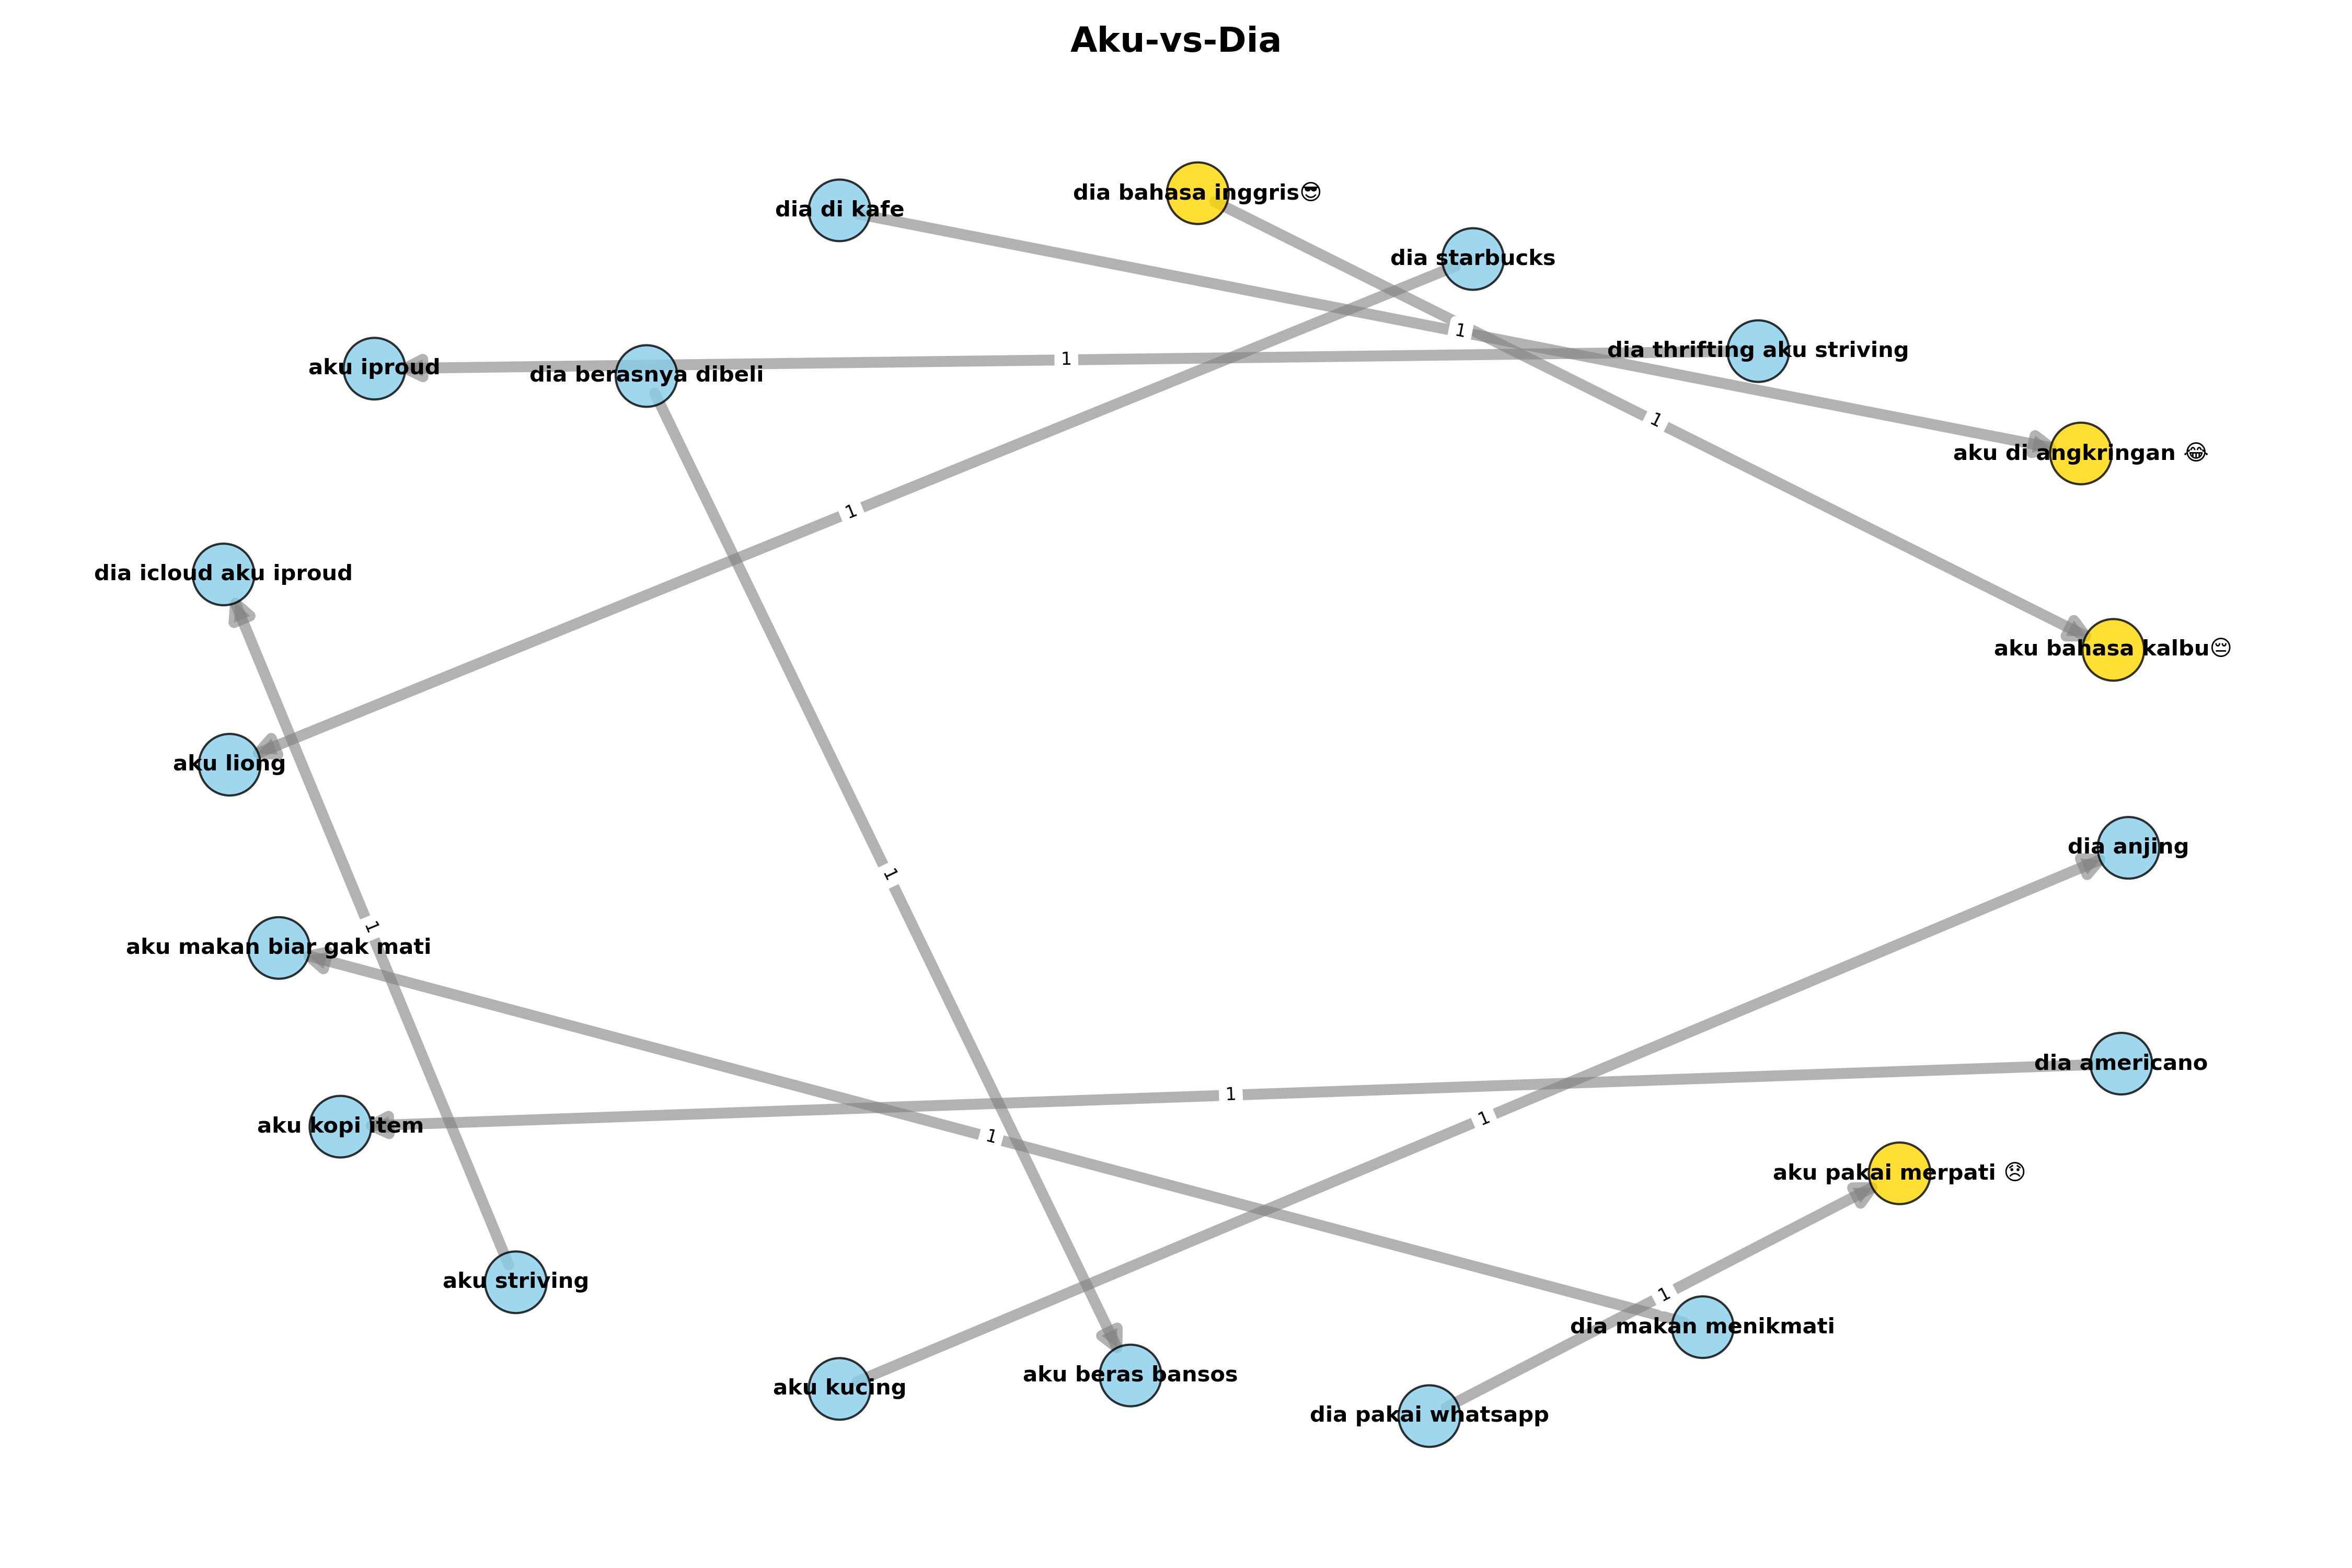 Aku-vs-Dia
dia bahasa inggris😎
dia di kafe
dia starbucks
1
dia thrifting aku striving
1
aku iproud
dia berasnya dibeli
1
aku di angkringan 😂
1
dia icloud aku iproud
aku bahasa kalbu😔
aku liong
dia anjing
1
1
aku makan biar gak mati
dia americano
1
1
aku kopi item
1
aku pakai merpati 😞
aku striving
1
dia makan menikmati
aku beras bansos
aku kucing
dia pakai whatsapp